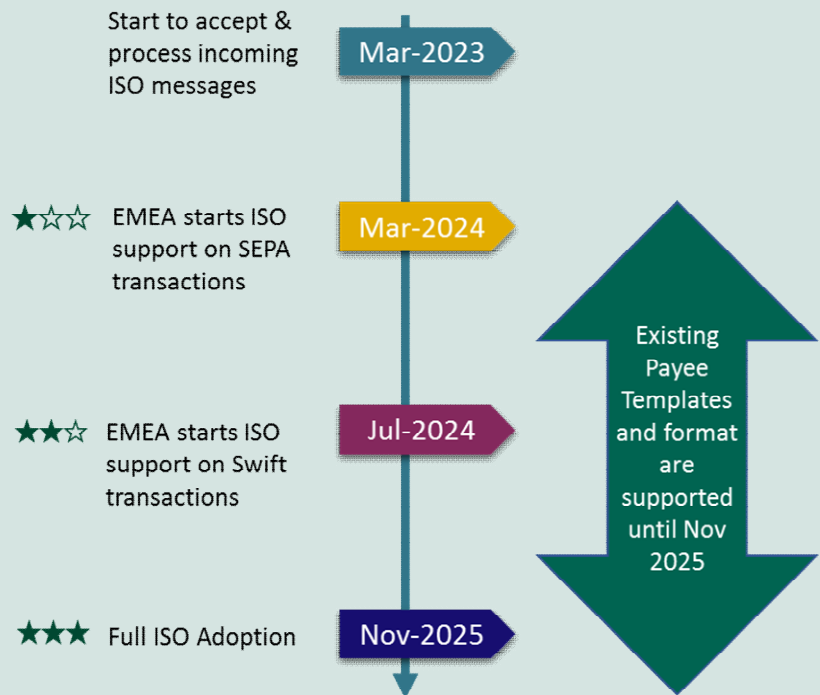 Start to accept &
process incoming
ISO messages
Mar-2023
EMEA starts ISO
support on SEPA
transactions
Mar-2024
EMEA starts ISO
support on Swift
transactions
Jul-2024
Full ISO Adoption
Nov-2025
Existing
Payee
Templates
and format
are
supported
until Nov
2025